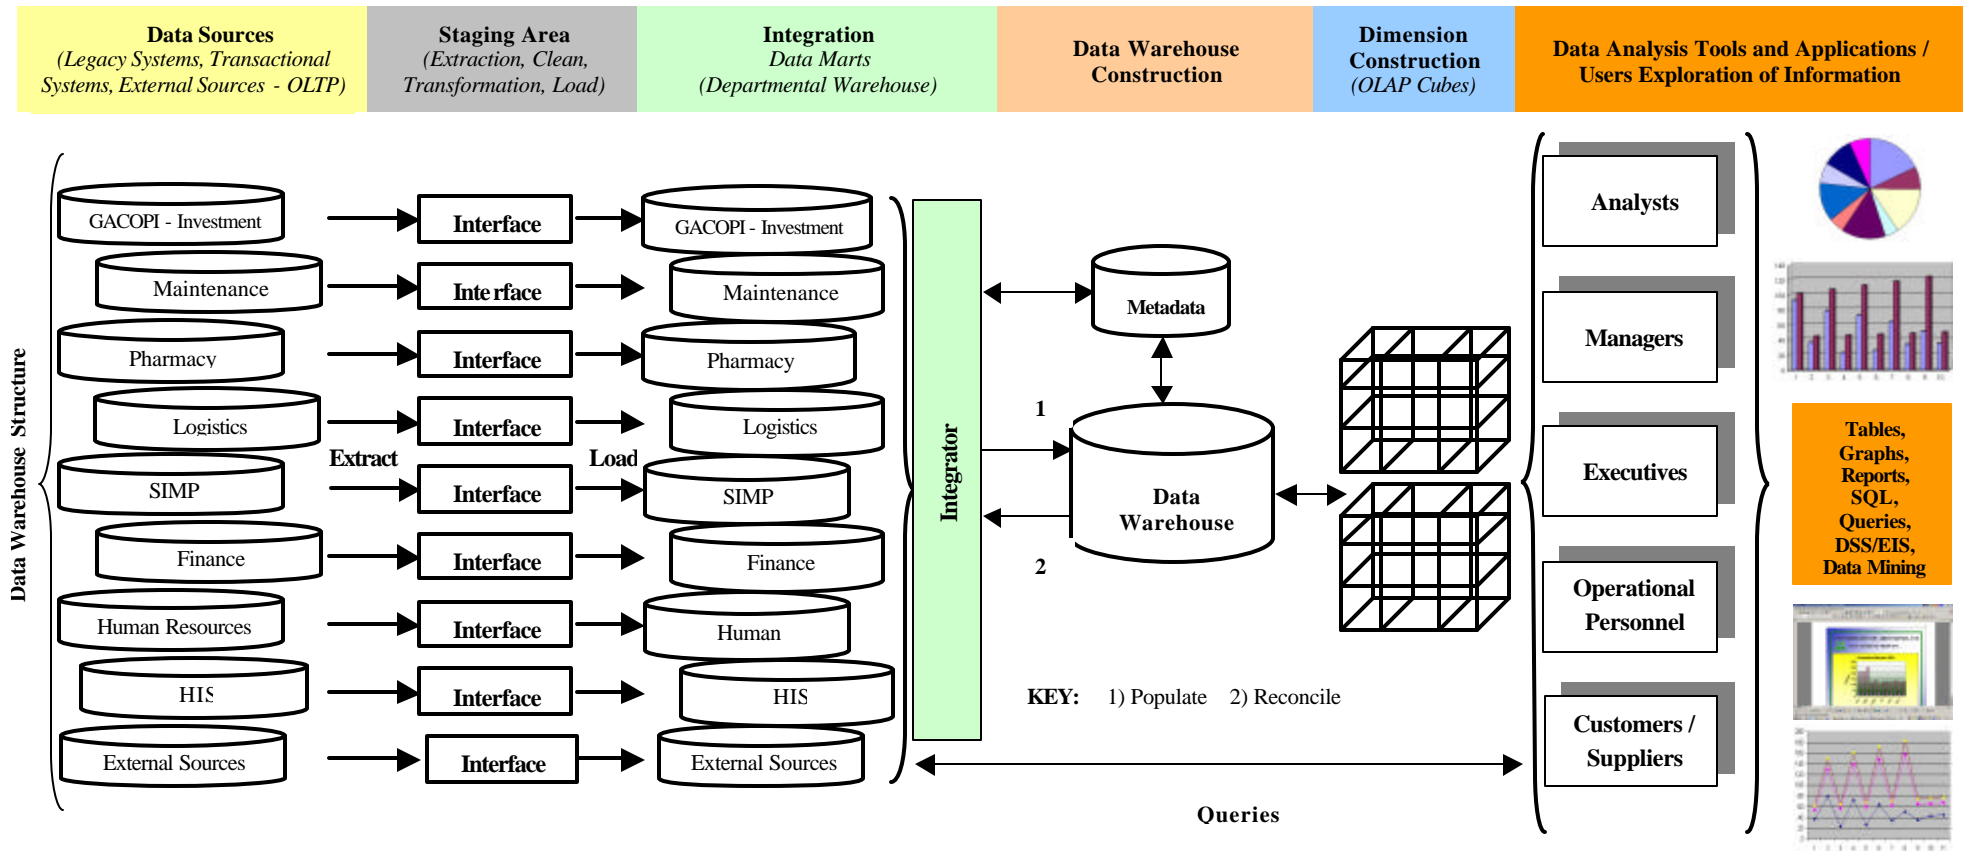 Data Sources
(Legacy Systems, Transactional
Systems, External Sources - OLTP)
Staging Area
(Extraction, Clean,
Transformation, Load)
Integration
Data Marts
(Departmental Warehouse)
Data Warehouse
Construction
Dimension
Construction
(OLAP Cubes)
Data Analysis Tools and Applications /
Users Exploration of Information
Data Warehouse Structure
GACOPI - Investment
Maintenance
Pharmacy
Logistics
SIMP
Finance
Human Resources
HIS
External Sources
Extract
Interface
Interface
Interface
Interface
Interface
Interface
Interface
Interface
Interface
Load
GACOPI - Investment
Maintenance
Pharmacy
Logistics
SIMP
Finance
Human
HIS
External Sources
Integrator
Metadata
1
Data
Warehouse
2
KEY: 1) Populate 2) Reconcile
Queries
Analysts
Managers
Executives
Operational
Personnel
Customers /
Suppliers
Tables,
Graphs,
Reports,
SQL,
Queries,
DSS/EIS,
Data Mining